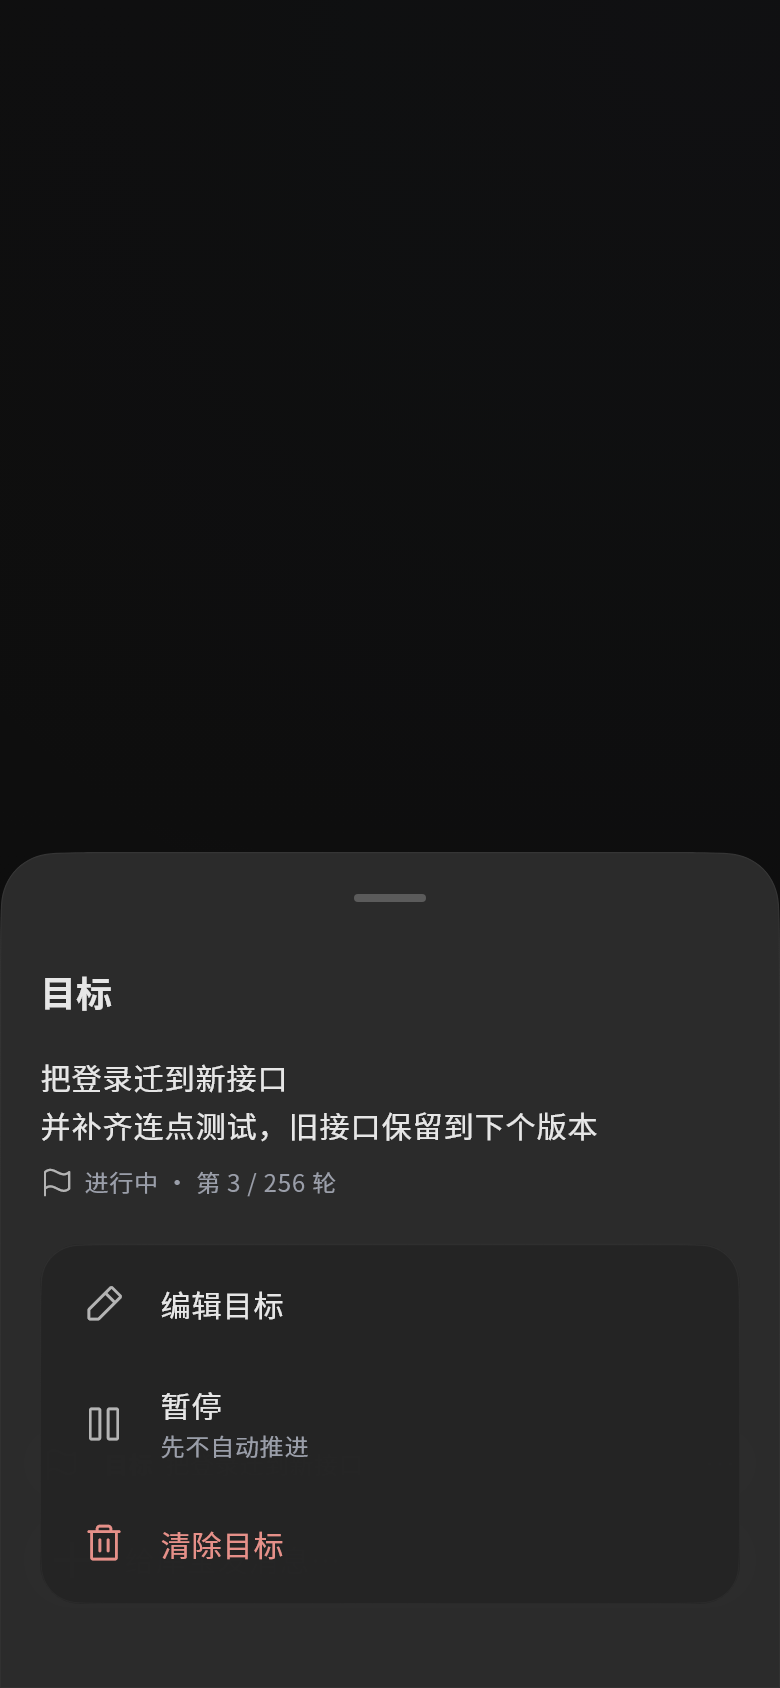 目标
把登录迁到新接口
并补齐连点测试，旧接口保留到下个版本
进行中 · 第 3 / 256 轮
编辑目标
暂停
先不自动推进
清除目标